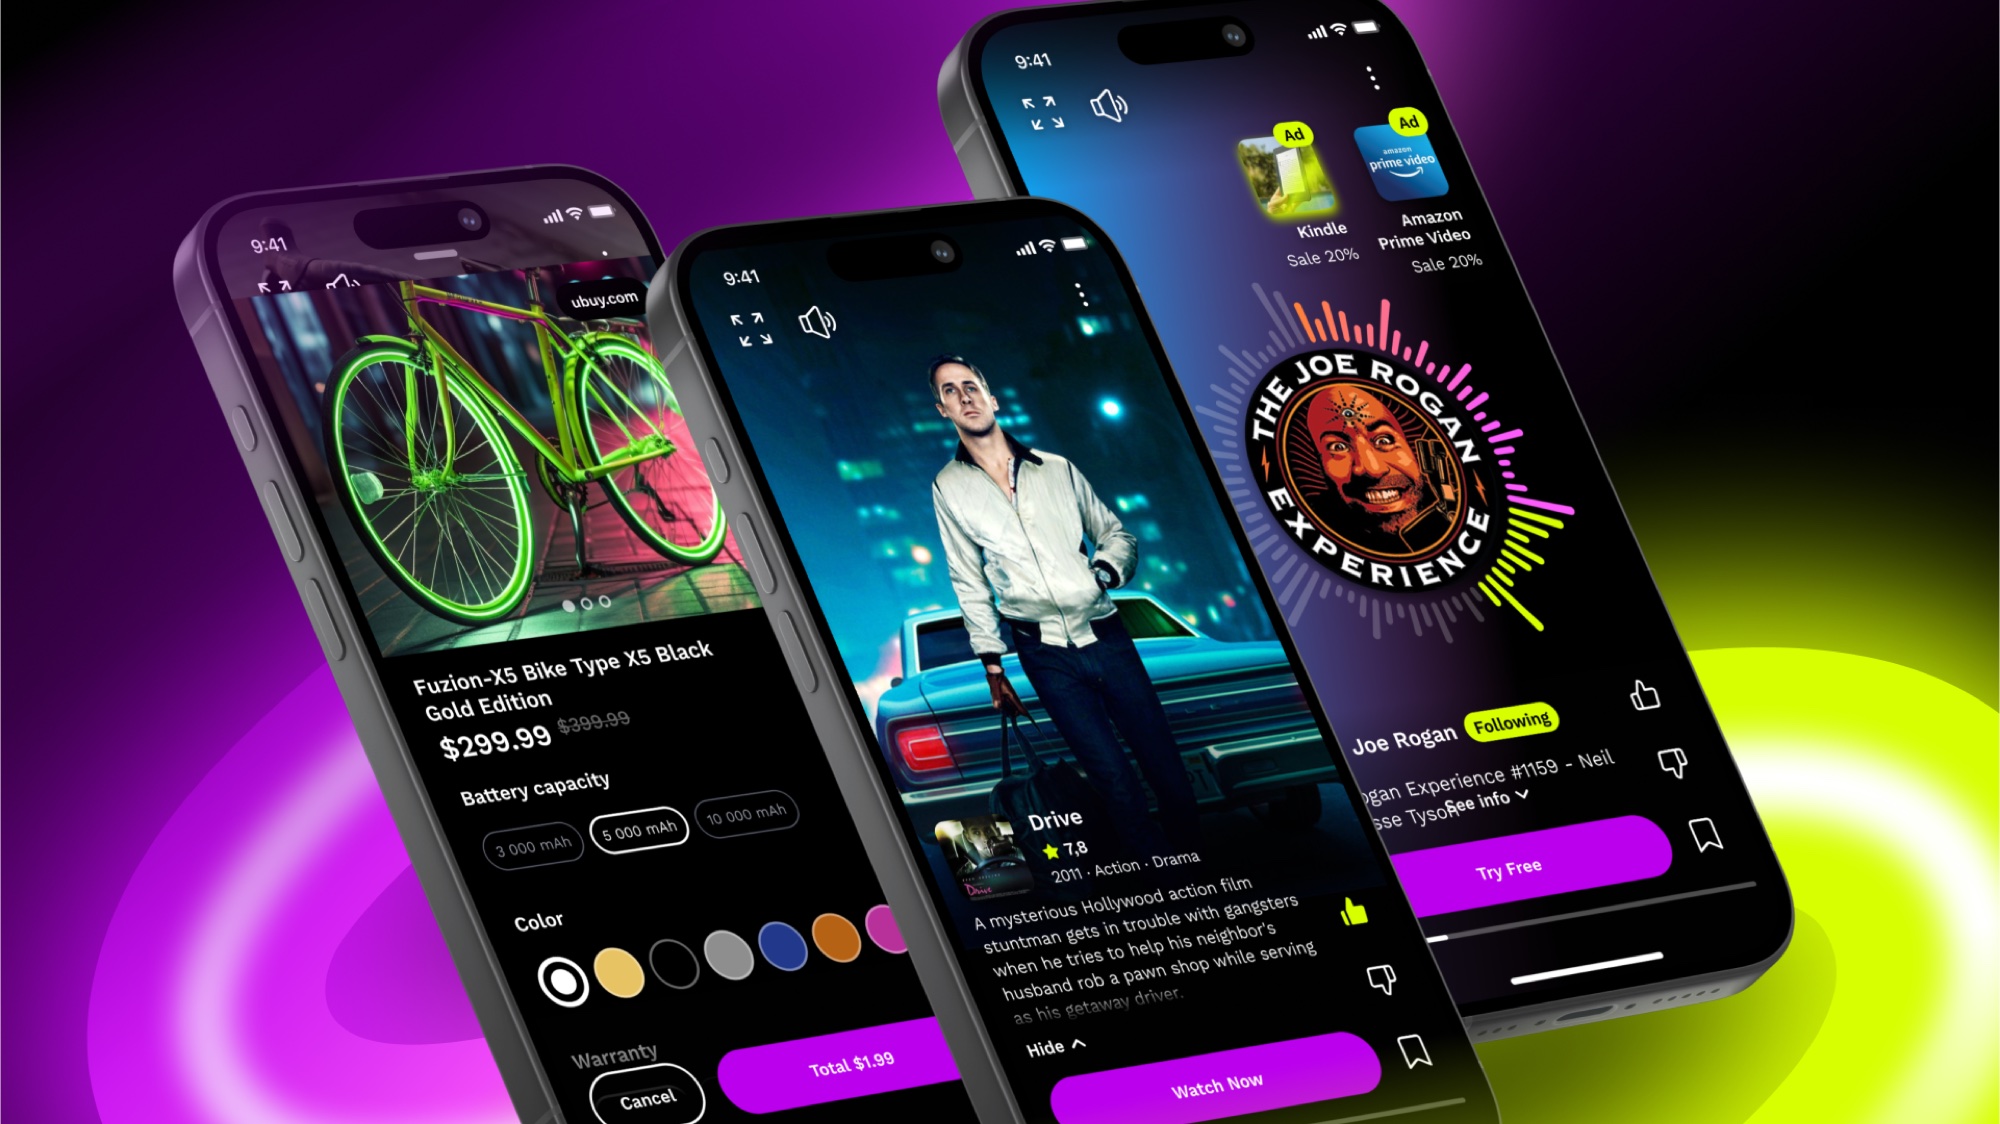 9:41
ubuy.com
Fuzion-X5 Bike Type X5 Black
Gold Edition
$299.99 $399.99
Battery capacity
3 000 mAh
5 000 mAh
10 000 mAh
Color
Warranty
Cancel
Total $1.99
9:41
Drive
7,8
2011 · Action · Drama
A mysterious Hollywood action film
stuntman gets in trouble with gangsters
when he tries to help his neighbor's
husband rob a pawn shop while serving
as his getaway driver.
Hide
Watch Now
Drive
9:41
Ad
Ad
amazon
prime video
Kindle
Sale 20%
Amazon
Prime Video
Sale 20%
THE JOE ROGAN
EXPERIENCE
Joe Rogan Following
ogan Experience #1159 - Neil
sse Tyson
See info
Try Free